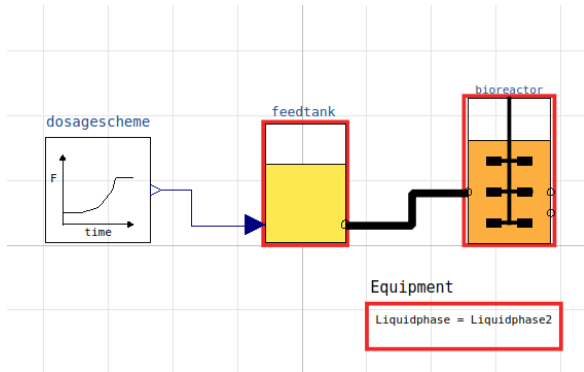 bioreactor
feedtank
dosagescheme
F
time
Equipment
Liquidphase = Liquidphase2